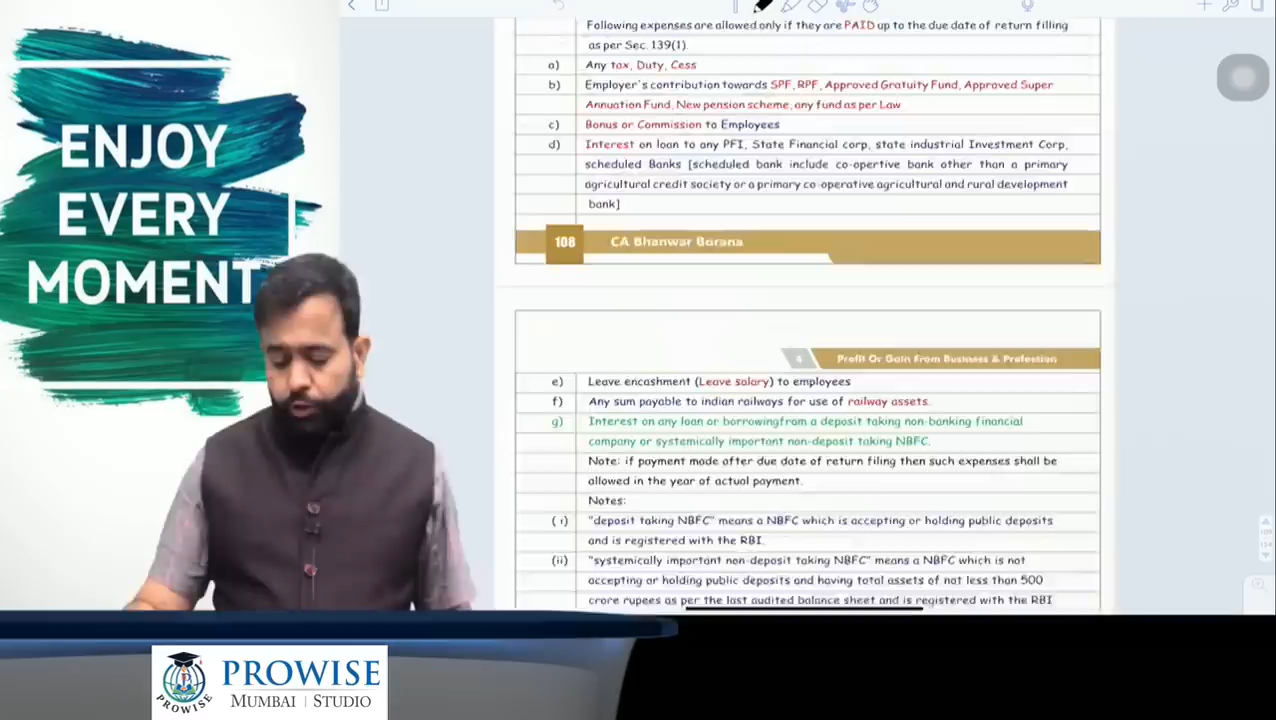 ENJOY
EVERY
MOMENT
Following expenses are allowed only if they are PAID up to the due date of return filling
as per Sec. 139(1).
a) Any tax, Duty, Cess
b) Employer's contribution towards SPF, RPF, Approved Gratuity Fund, Approved Super
Annuation Fund, New pension scheme, any fund as per Law
c) Bonus or Commission to Employees
d) Interest on loan to any PFI, State Financial corp, state industrial Investment Corp,
scheduled Banks [scheduled bank include co-opertive bank other than a primary
agricultural credit society or a primary co-operative agricultural and rural development
bank]
108 CA Bhanwar Borana
4 Profit Or Gain From Business & Profession
e) Leave encashment (Leave salary) to employees
f) Any sum payable to indian railways for use of railway assets.
g) Interest on any loan or borrowingfrom a deposit taking non-banking financial
company or systemically important non-deposit taking NBFC.
Note: if payment made after due date of return filing then such expenses shall be
allowed in the year of actual payment.
Notes:
(i) "deposit taking NBFC" means a NBFC which is accepting or holding public deposits
and is registered with the RBI.
(ii) "systemically important non-deposit taking NBFC" means a NBFC which is not
accepting or holding public deposits and having total assets of not less than 500
crore rupees as per the last audited balance sheet and is registered with the RBI
PROWISE
PROWISE
MUMBAI | STUDIO